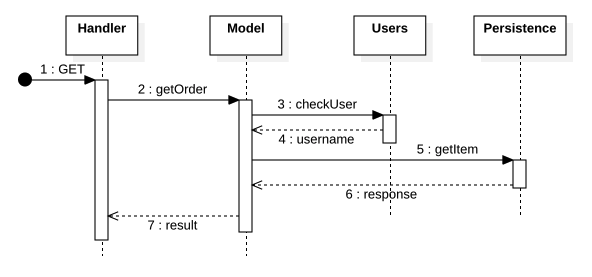 Handler
Model
Users
Persistence
1 : GET
2 : getOrder
3 : checkUser
4 : username
5 : getItem
6 : response
7 : result